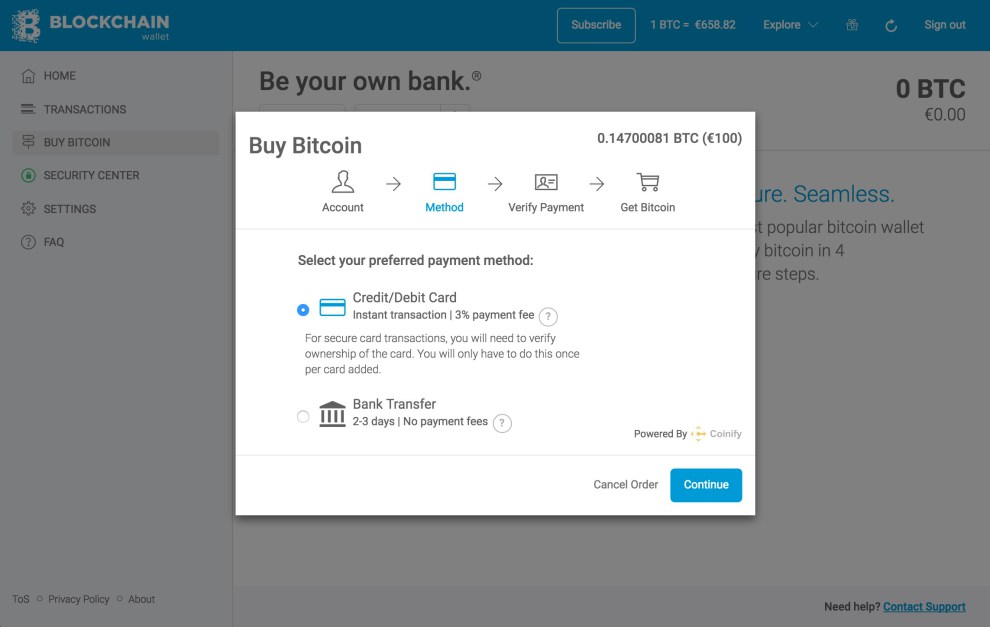 BLOCKCHAIN
wallet
Subscribe
1 BTC = €658.82
Explore
Sign out
HOME
TRANSACTIONS
BUY BITCOIN
SECURITY CENTER
SETTINGS
FAQ
Be your own bank.®
0 BTC
€0.00
Buy Bitcoin
0.14700081 BTC (€100)
Account
Method
Verify Payment
Get Bitcoin
Select your preferred payment method:
Credit/Debit Card
Instant transaction | 3% payment fee ?
For secure card transactions, you will need to verify
ownership of the card. You will only have to do this once
per card added.
Bank Transfer
2-3 days | No payment fees ?
Powered By Coinify
Cancel Order
Continue
Seamless.
popular bitcoin wallet
bitcoin in 4
steps.
ToS
Privacy Policy
About
Need help? Contact Support